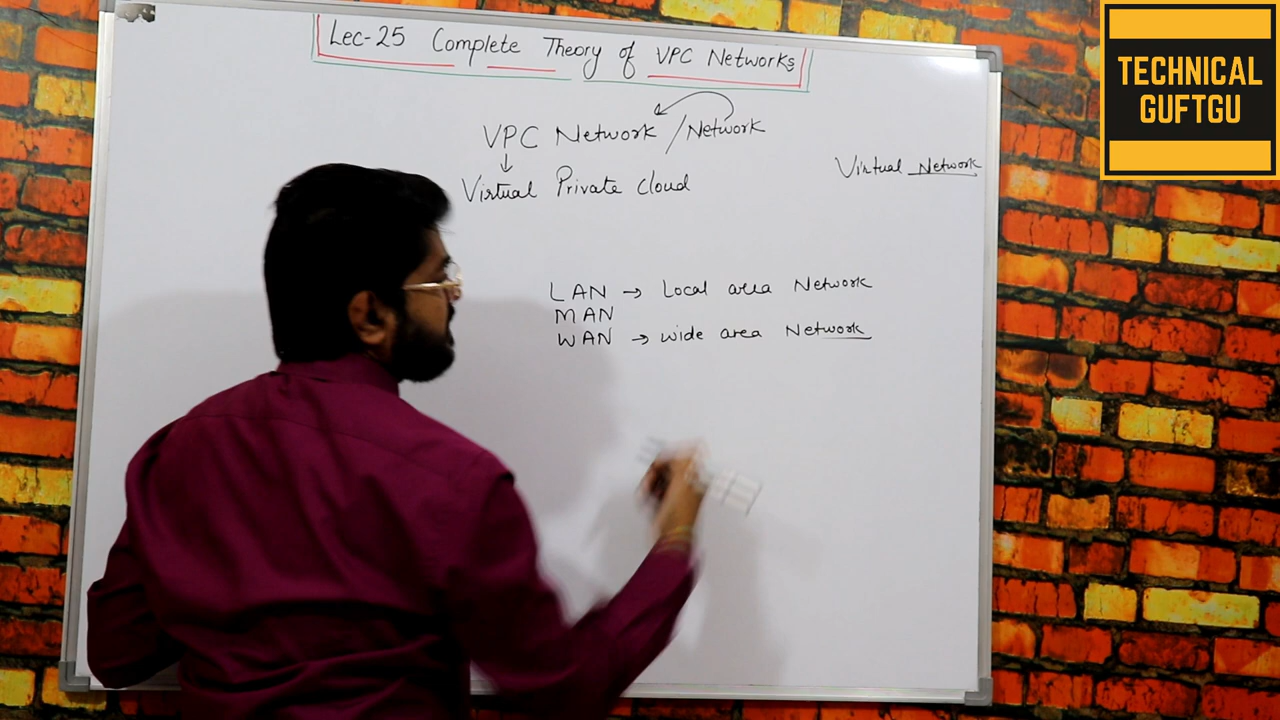 Lec-25 Complete Theory of VPC Networks
VPC Network / Network
Virtual Private Cloud
Virtual Network
LAN → Local area Network
MAN
WAN → wide area Network
TECHNICAL
GUFTGU